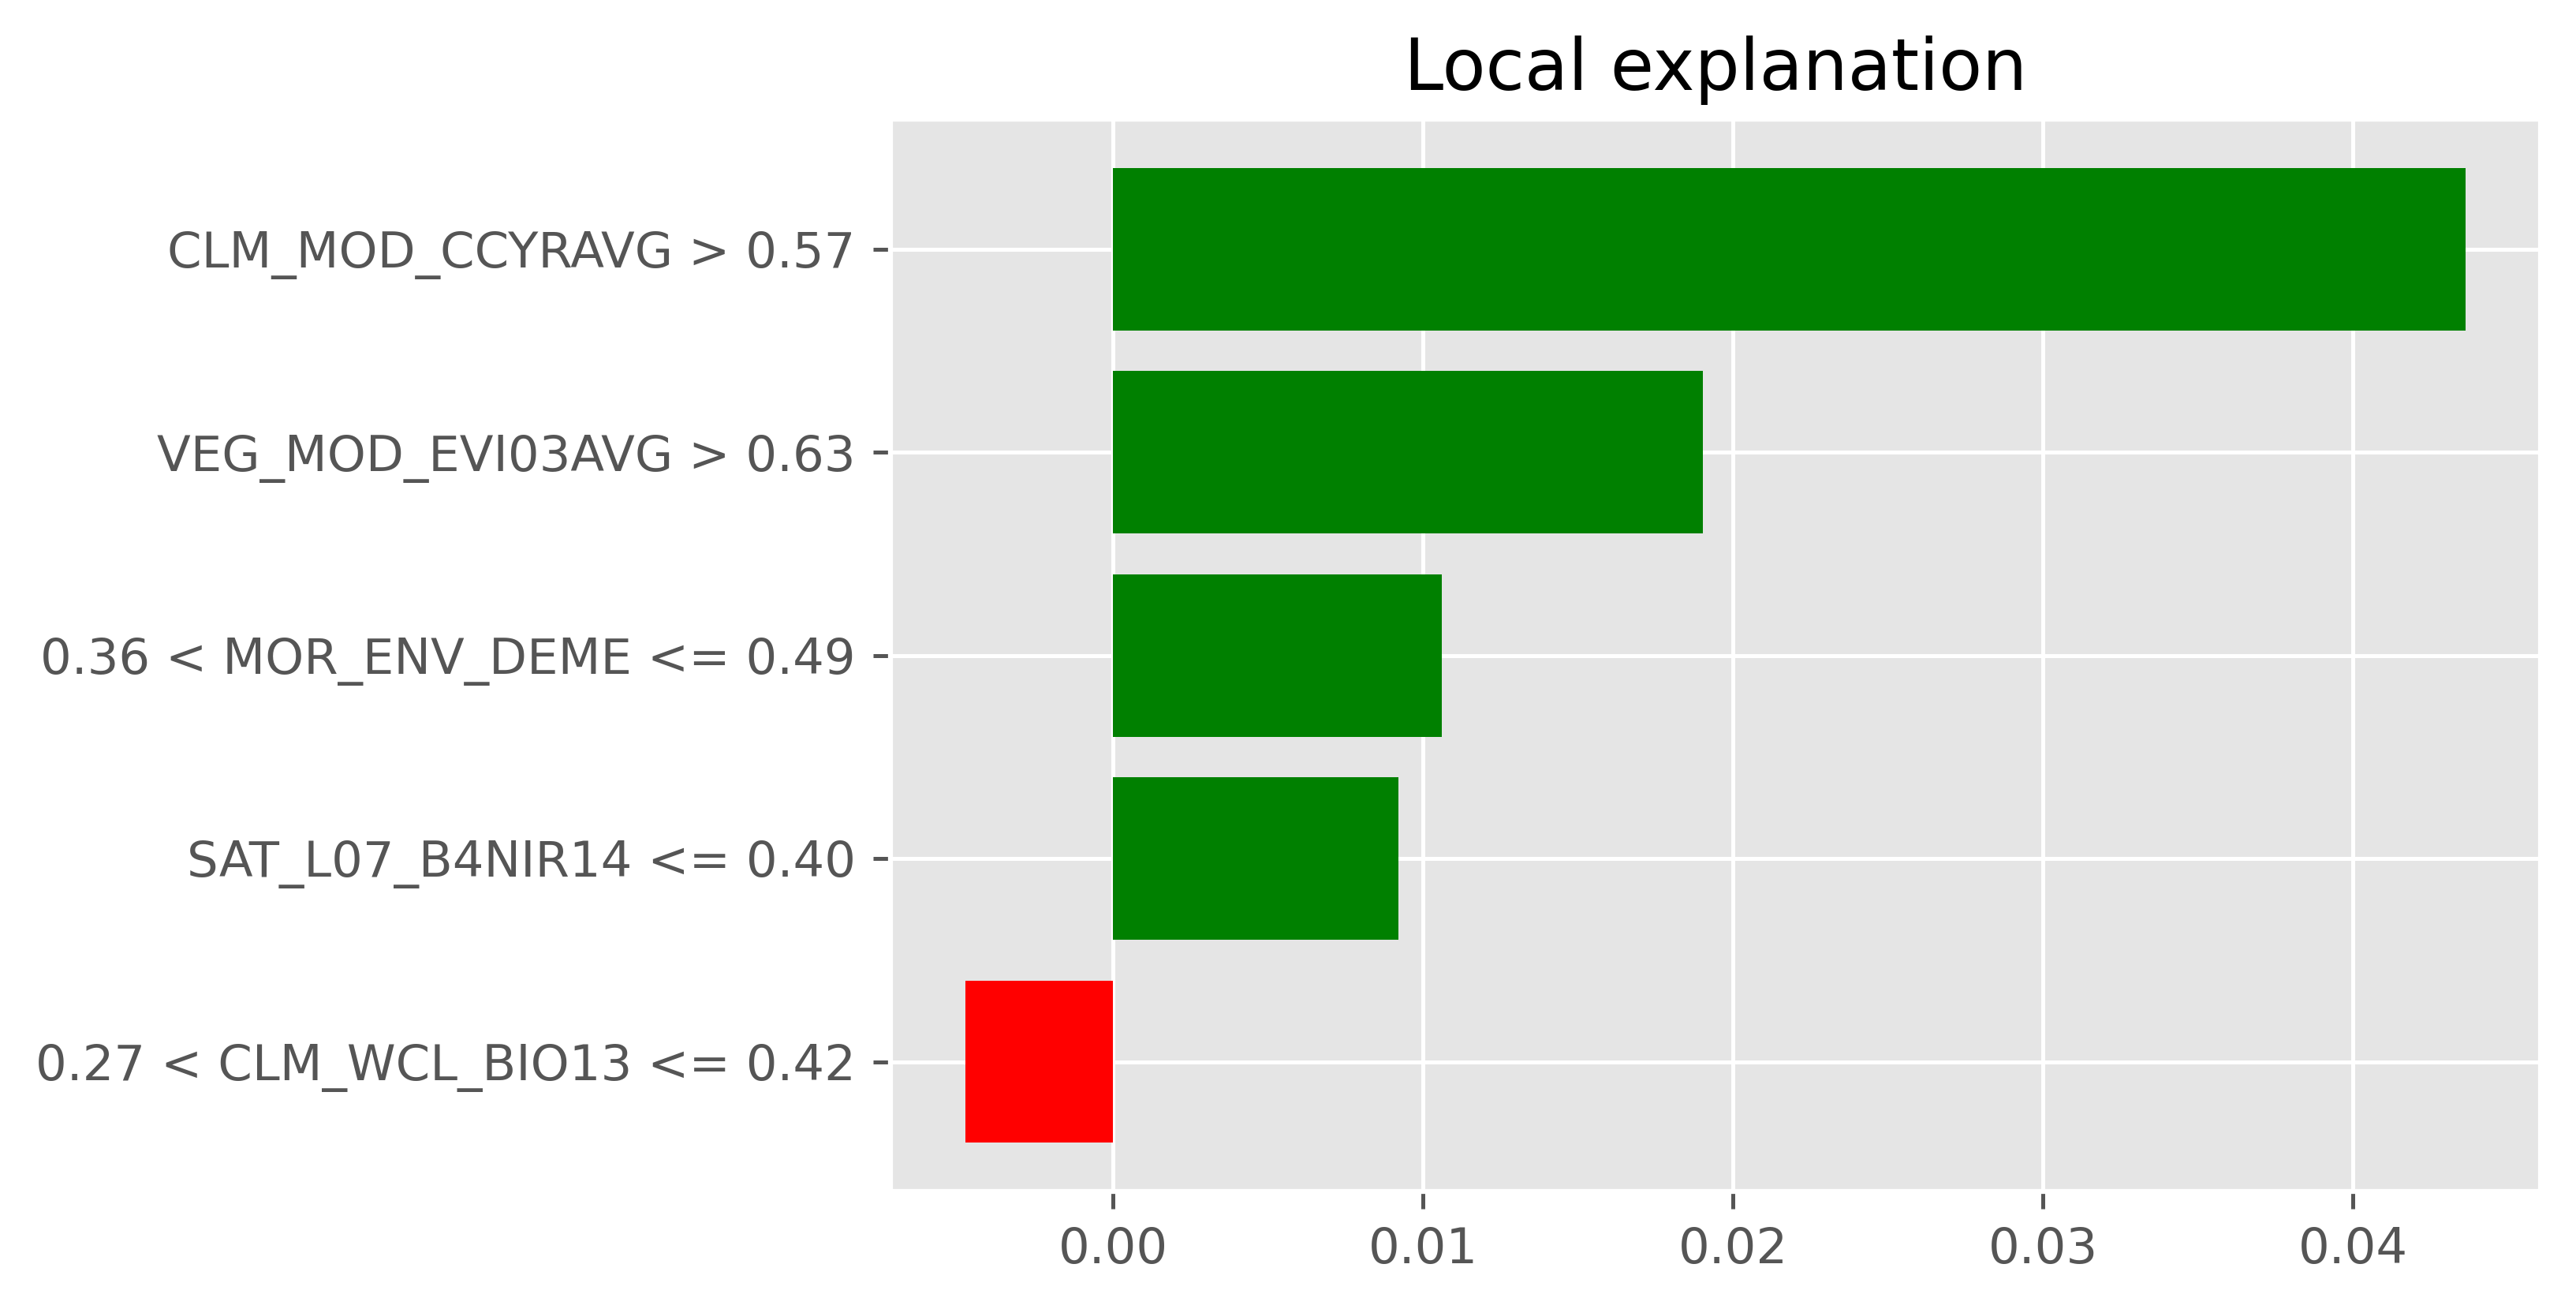 Local explanation
CLM_MOD_CCYRAVG > 0.57
VEG_MOD_EVI03AVG > 0.63
0.36 < MOR_ENV_DEME <= 0.49
SAT_L07_B4NIR14 <= 0.40
0.27 < CLM_WCL_BIO13 <= 0.42
0.00 0.01 0.02 0.03 0.04